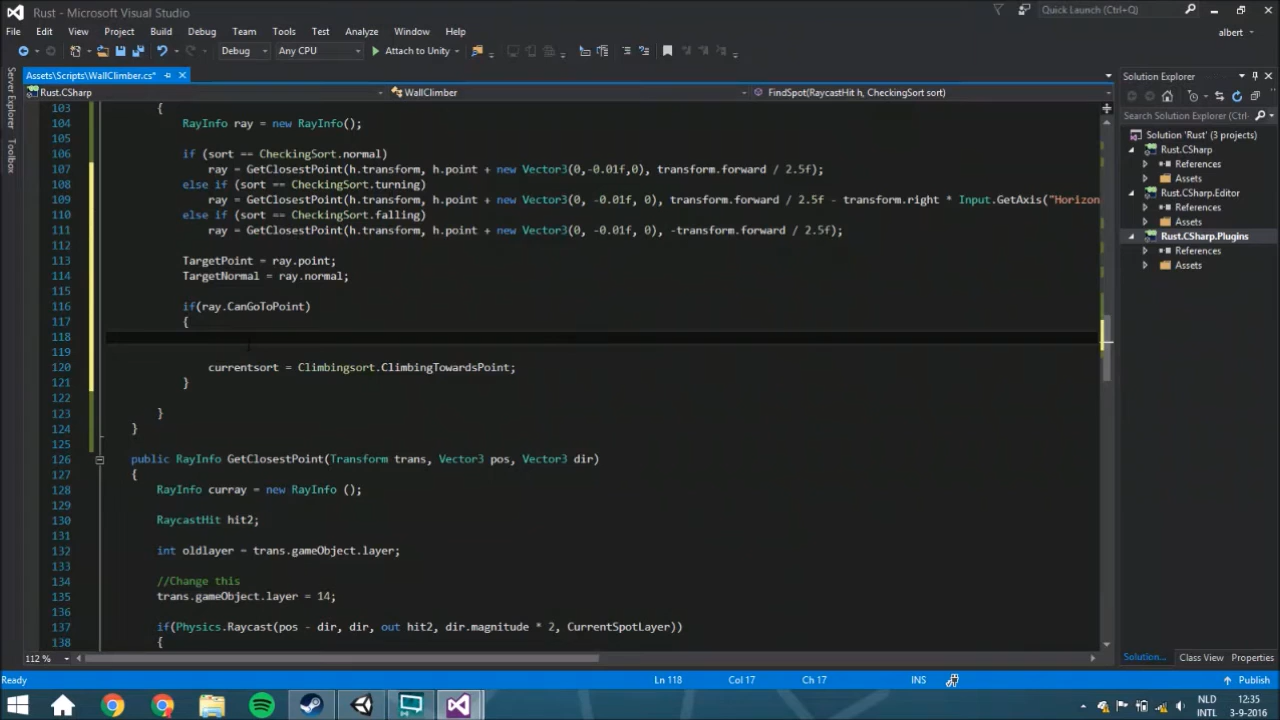 Rust - Microsoft Visual Studio
Quick Launch (Ctrl+Q)
File Edit View Project Build Debug Team Tools Test Analyze Window Help
albert
Debug Any CPU Attach to Unity
Server Explorer
Toolbox
Assets\Scripts\WallClimber.cs*
Rust.CSharp WallClimber FindSpot(RaycastHit h, CheckingSort sort)
103 {
104 RayInfo ray = new RayInfo();
105
106 if (sort == CheckingSort.normal)
107 ray = GetClosestPoint(h.transform, h.point + new Vector3(0,-0.01f,0), transform.forward / 2.5f);
108 else if (sort == CheckingSort.turning)
109 ray = GetClosestPoint(h.transform, h.point + new Vector3(0, -0.01f, 0), transform.forward / 2.5f - transform.right * Input.GetAxis("Horizon
110 else if (sort == CheckingSort.falling)
111 ray = GetClosestPoint(h.transform, h.point + new Vector3(0, -0.01f, 0), -transform.forward / 2.5f);
112
113 TargetPoint = ray.point;
114 TargetNormal = ray.normal;
115
116 if(ray.CanGoToPoint)
117 {
118
119
120 currentsort = Climbingsort.ClimbingTowardsPoint;
121 }
122
123 }
124 }
125
126 public RayInfo GetClosestPoint(Transform trans, Vector3 pos, Vector3 dir)
127 {
128 RayInfo curray = new RayInfo ();
129
130 RaycastHit hit2;
131
132 int oldlayer = trans.gameObject.layer;
133
134 //Change this
135 trans.gameObject.layer = 14;
136
137 if(Physics.Raycast(pos - dir, dir, out hit2, dir.magnitude * 2, CurrentSpotLayer))
138 {
112 %
Solution Explorer
Search Solution Explorer (Ctrl+
Solution 'Rust' (3 projects)
Rust.CSharp
References
Assets
Rust.CSharp.Editor
References
Assets
Rust.CSharp.Plugins
References
Assets
Solution... Class View Properties
Ready Ln 118 Col 17 Ch 17 INS Publish
NLD 12:35
INTL 3-9-2016